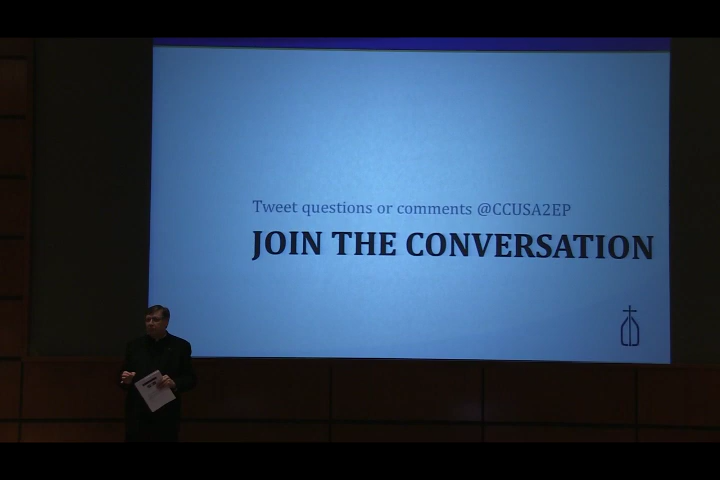 Tweet questions or comments @CCUSA2EP
JOIN THE CONVERSATION